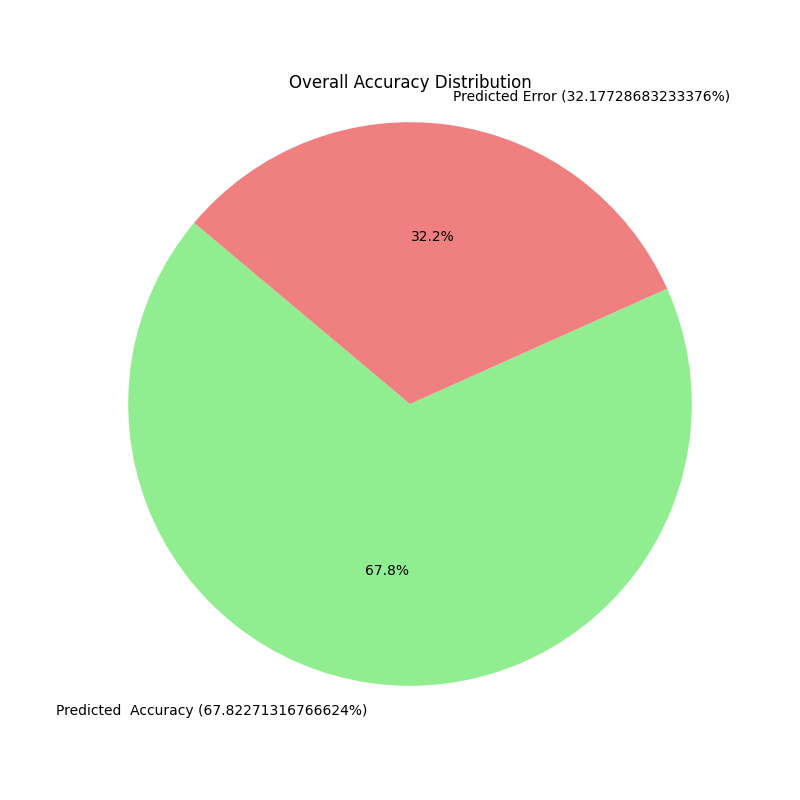 Overall Accuracy Distribution
Predicted Error (32.17728683233376%)
32.2%
67.8%
Predicted  Accuracy (67.82271316766624%)